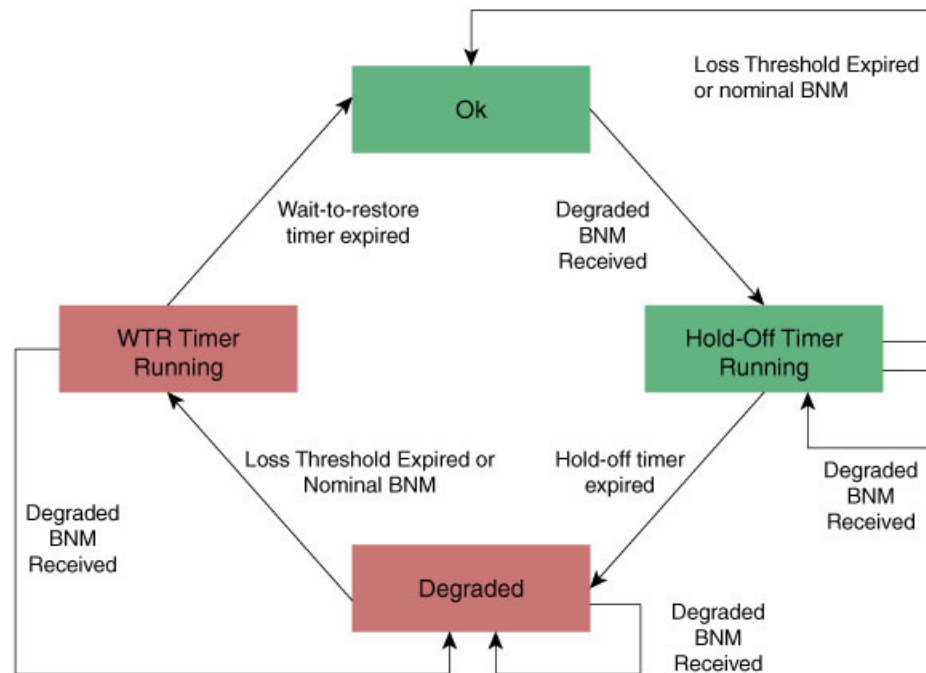 Loss Threshold Expired
or nominal BNM
Ok
Wait-to-restore
timer expired
Degraded
BNM
Received
WTR Timer
Running
Hold-Off Timer
Running
Loss Threshold Expired or
Nominal BNM
Hold-off timer
expired
Degraded
BNM
Received
Degraded
BNM
Received
Degraded
Degraded
BNM
Received